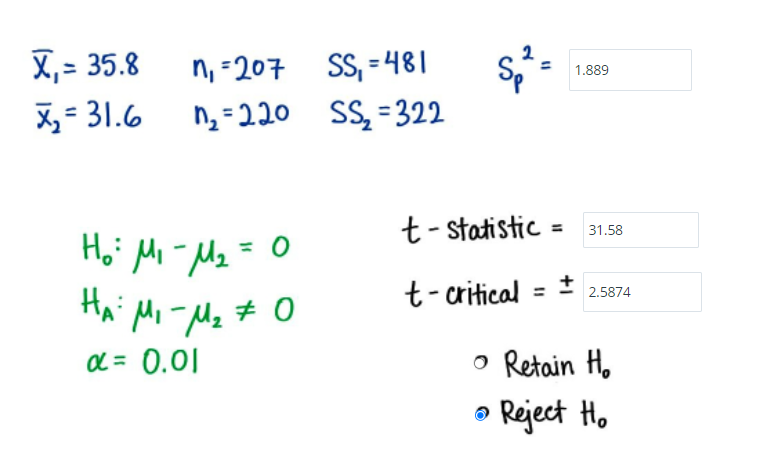 x̅₁ = 35.8 n₁ = 207 SS₁ = 481 Sₚ² = 1.889
x̅₂ = 31.6 n₂ = 220 SS₂ = 322
t - statistic = 31.58
H₀: μ₁ - μ₂ = 0
t - critical = ± 2.5874
Hᴀ: μ₁ - μ₂ ≠ 0
α = 0.01
Retain H₀
Reject H₀